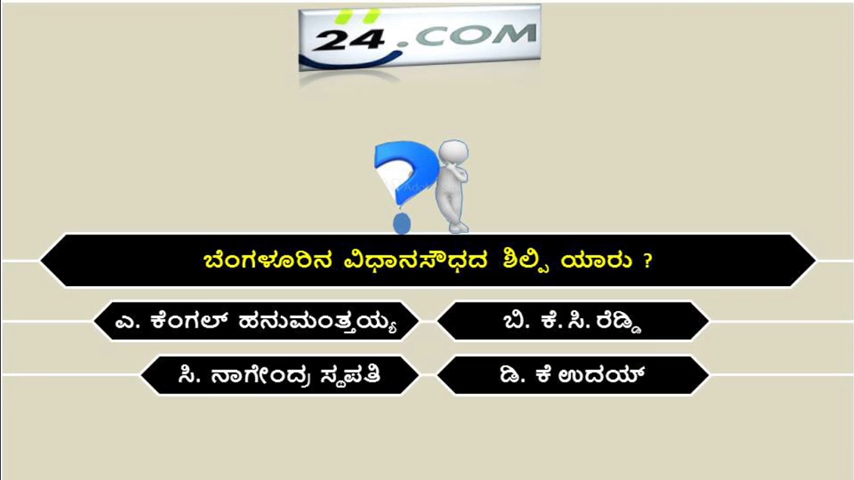 24.COM
ಬೆಂಗಳೂರಿನ ವಿಧಾನಸೌಧದ ಶಿಲ್ಪಿ ಯಾರು ?
ಎ. ಕೆಂಗಲ್ ಹನುಮಂತ್ತಯ್ಯ
ಬಿ. ಕೆ.ಸಿ.ರೆಡ್ಡಿ
ಸಿ. ನಾಗೇಂದ್ರ ಸ್ಥಪತಿ
ಡಿ. ಕೆ ಉದಯ್